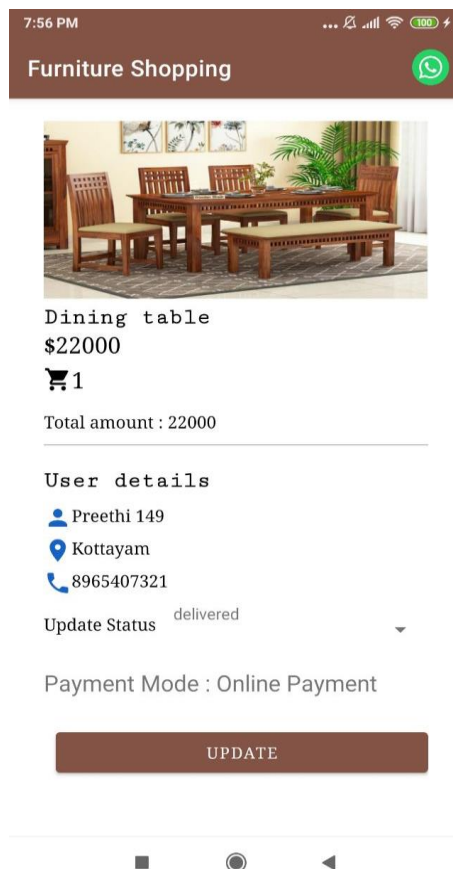 7:56 PM
100
Furniture Shopping
Dining table
$22000
1
Total amount : 22000
User details
Preethi 149
Kottayam
8965407321
Update Status
delivered
Payment Mode : Online Payment
UPDATE